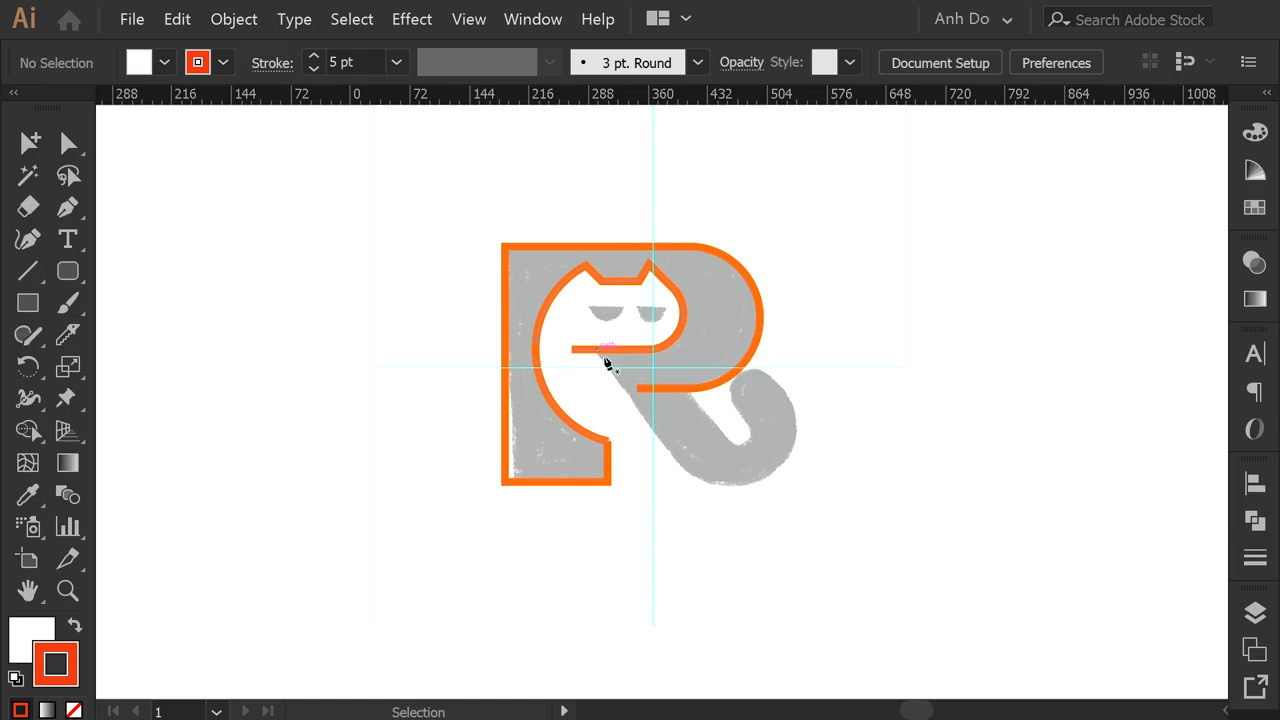 Ai File Edit Object Type Select Effect View Window Help Anh Do Search Adobe Stock
No Selection Stroke: 5 pt 3 pt. Round Opacity Style: Document Setup Preferences
288 216 144 72 0 72 144 216 288 360 432 504 576 648 720 792 864 936 1008
path
1 Selection